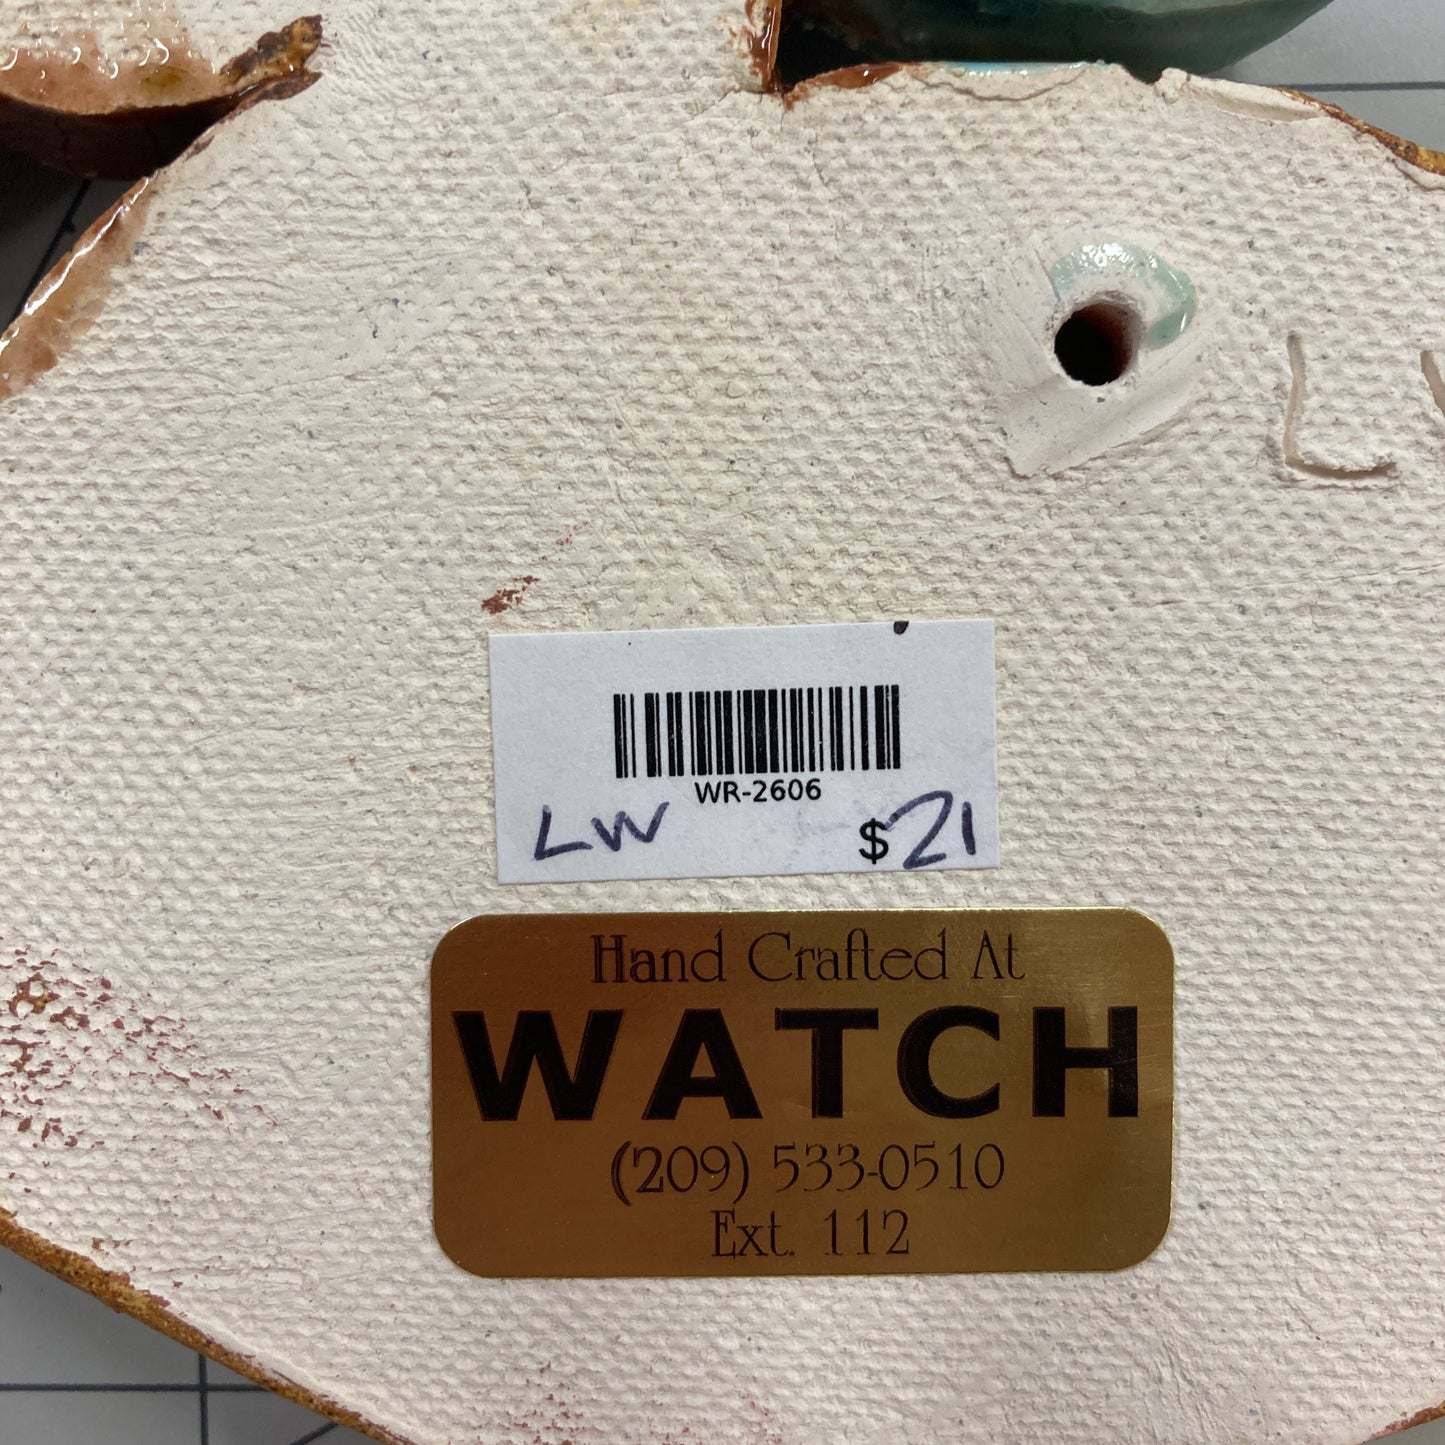 L
WR-2606
LW $21
Hand Crafted At
WATCH
(209) 533-0510
Ext. 112